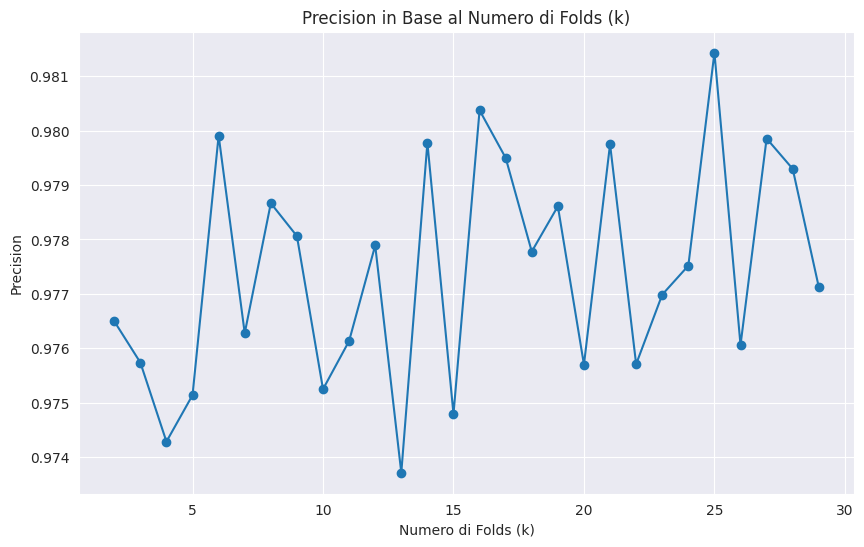 Precision in Base al Numero di Folds (k)
Precision
0.981
0.980
0.979
0.978
0.977
0.976
0.975
0.974
5 10 15 20 25 30
Numero di Folds (k)